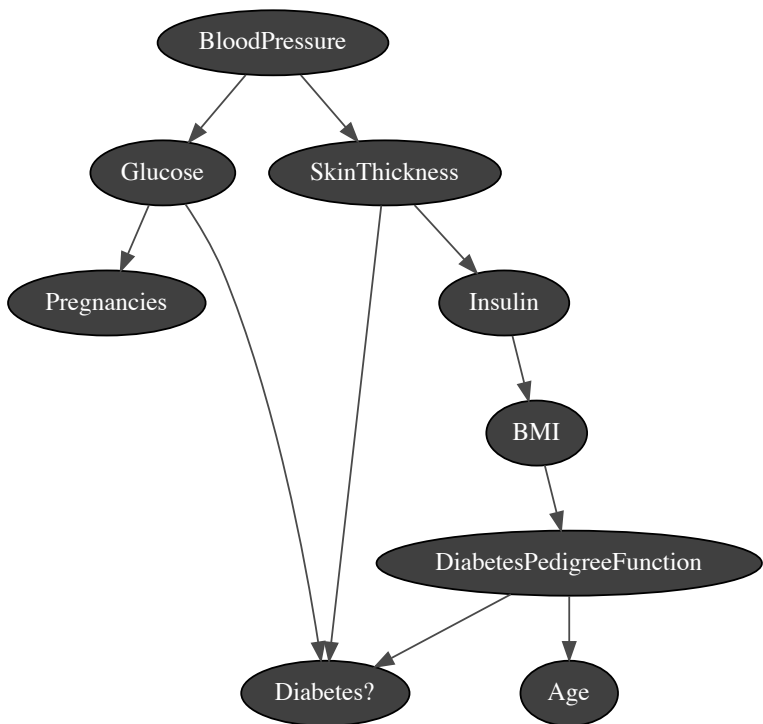 BloodPressure
Glucose
SkinThickness
Pregnancies
Insulin
BMI
DiabetesPedigreeFunction
Diabetes?
Age